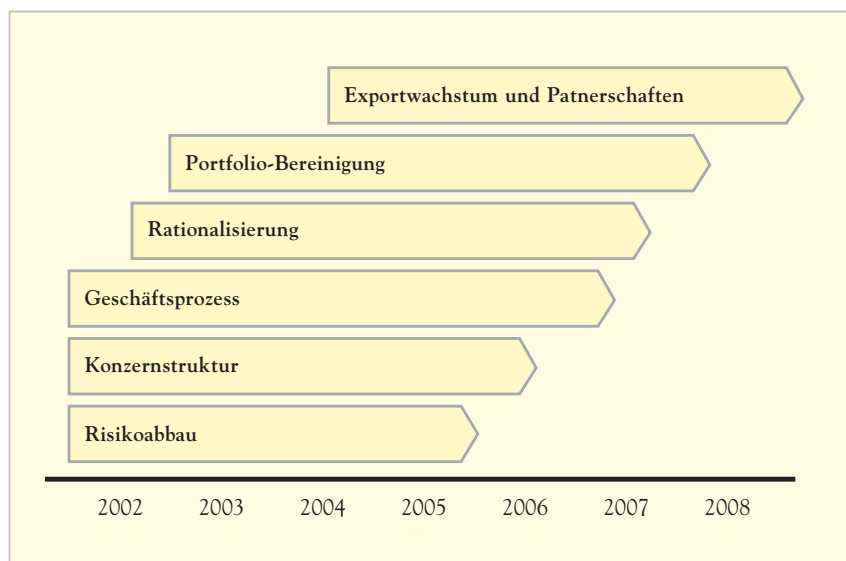 Exportwachstum und Patnerschaften
Portfolio-Bereinigung
Rationalisierung
Geschäftsprozess
Konzernstruktur
Risikoabbau
2002 2003 2004 2005 2006 2007 2008